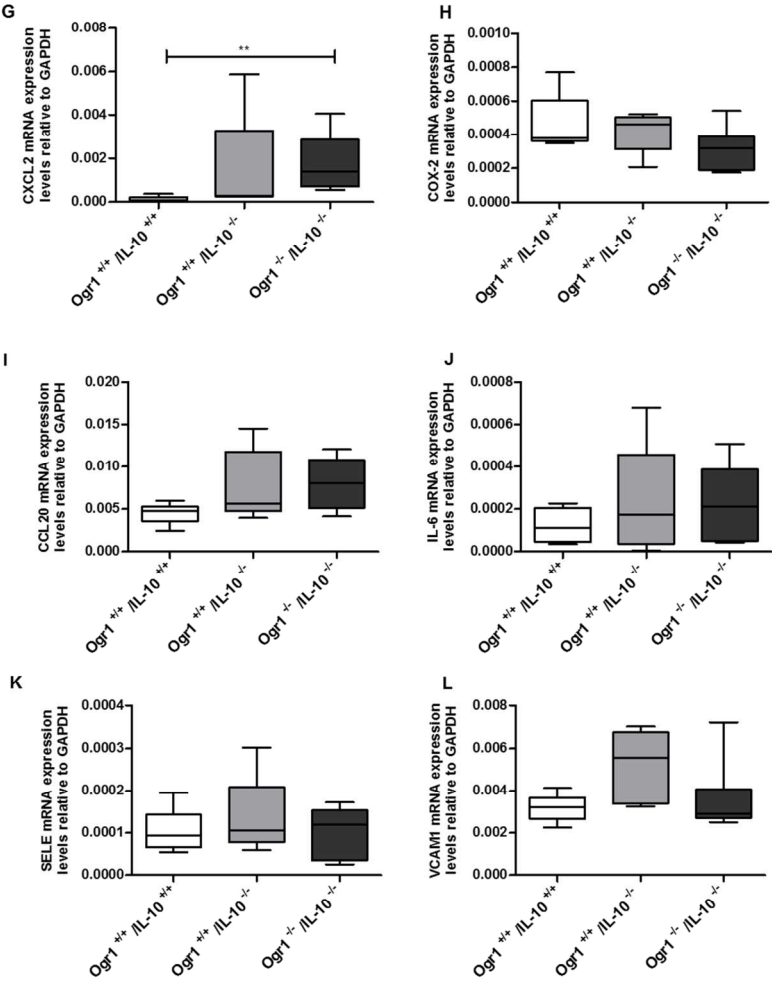 G
CXCL2 mRNA expression
levels relative to GAPDH
0.008
0.006
0.004
0.002
0.000
**
Ogr1 +/+ /IL-10 +/+
Ogr1 +/+ /IL-10 -/-
Ogr1 -/- /IL-10 -/-
H
COX-2 mRNA expression
levels relative to GAPDH
0.0010
0.0008
0.0006
0.0004
0.0002
0.0000
Ogr1 +/+ /IL-10 +/+
Ogr1 +/+ /IL-10 -/-
Ogr1 -/- /IL-10 -/-
I
CCL20 mRNA expression
levels relative to GAPDH
0.020
0.015
0.010
0.005
0.000
Ogr1 +/+ /IL-10 +/+
Ogr1 +/+ /IL-10 -/-
Ogr1 -/- /IL-10 -/-
J
IL-6 mRNA expression
levels relative to GAPDH
0.0008
0.0006
0.0004
0.0002
0.0000
Ogr1 +/+ /IL-10 +/+
Ogr1 +/+ /IL-10 -/-
Ogr1 -/- /IL-10 -/-
K
SELE mRNA expression
levels relative to GAPDH
0.0004
0.0003
0.0002
0.0001
0.0000
Ogr1 +/+ /IL-10 +/+
Ogr1 +/+ /IL-10 -/-
Ogr1 -/- /IL-10 -/-
L
VCAM1 mRNA expression
levels relative to GAPDH
0.008
0.006
0.004
0.002
0.000
Ogr1 +/+ /IL-10 +/+
Ogr1 +/+ /IL-10 -/-
Ogr1 -/- /IL-10 -/-